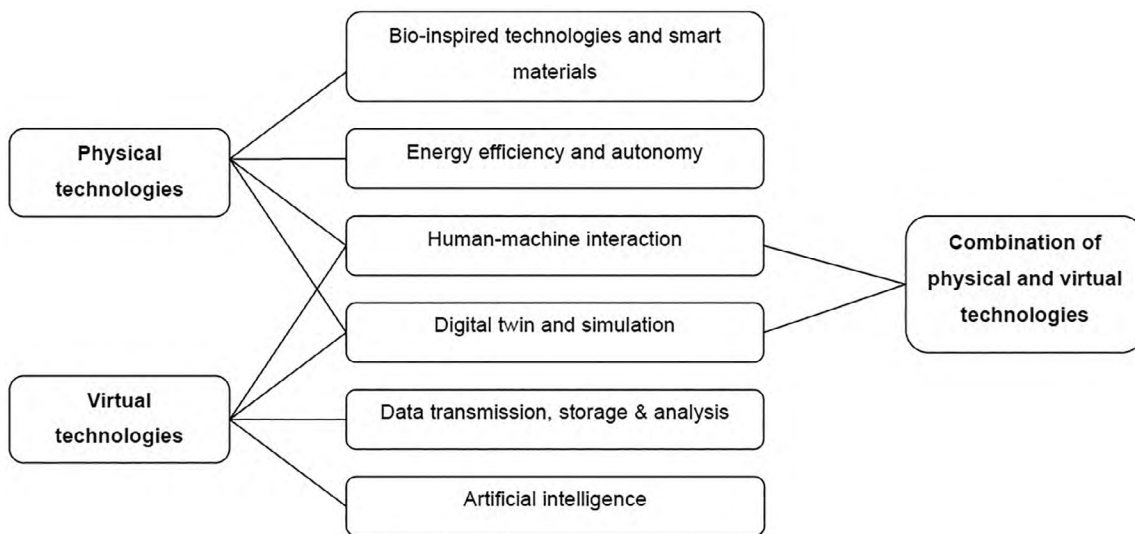 Bio-inspired technologies and smart
materials
Physical
technologies
Energy efficiency and autonomy
Human-machine interaction
Combination of
physical and virtual
technologies
Digital twin and simulation
Virtual
technologies
Data transmission, storage & analysis
Artificial intelligence